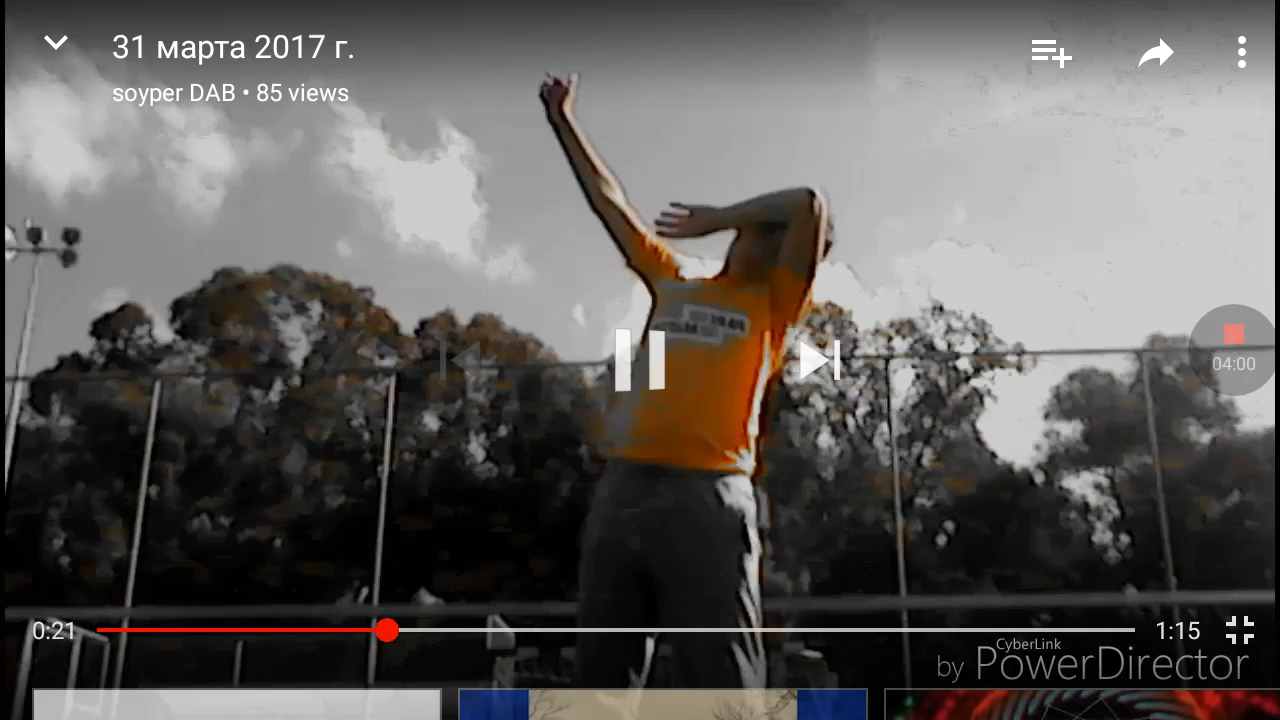 31 марта 2017 г.
soyper DAB • 85 views
04:00
0:21
1:15
CyberLink
by PowerDirector